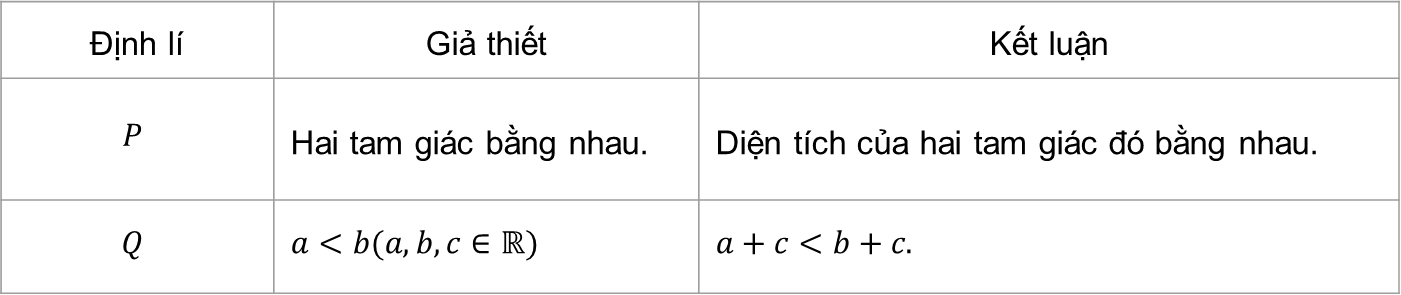 Định lí Giả thiết Kết luận
P Hai tam giác bằng nhau. Diện tích của hai tam giác đó bằng nhau.
Q a < b(a, b, c ∈ ℝ) a + c < b + c.